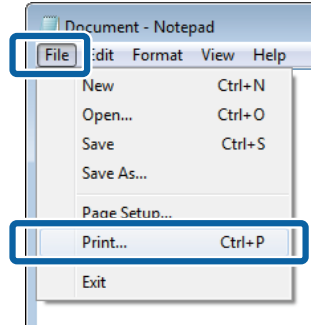 Document - Notepad
File Edit Format View Help
New Ctrl+N
Open... Ctrl+O
Save Ctrl+S
Save As...
Page Setup...
Print... Ctrl+P
Exit